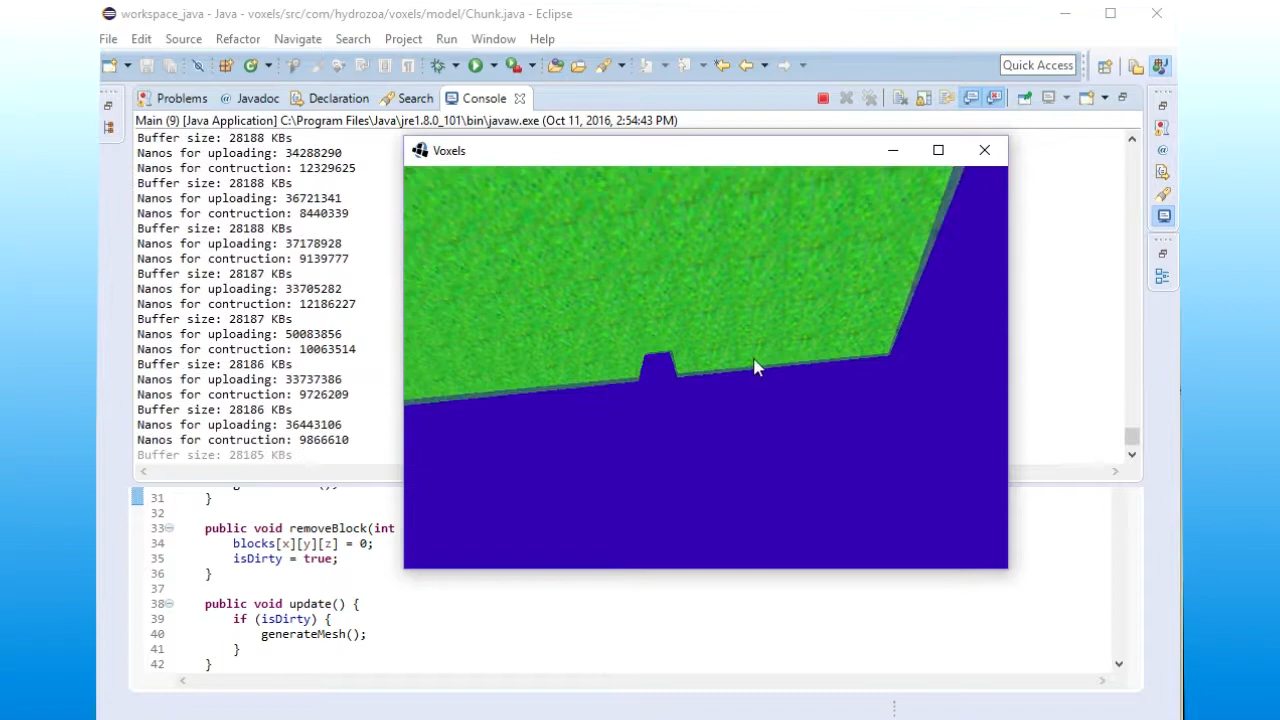 workspace_java - Java - voxels/src/com/hydrozoa/voxels/model/Chunk.java - Eclipse
File Edit Source Refactor Navigate Search Project Run Window Help
Quick Access
Problems @ Javadoc Declaration Search Console
Main (9) [Java Application] C:\Program Files\Java\jre1.8.0_101\bin\javaw.exe (Oct 11, 2016, 2:54:43 PM)
Buffer size: 28188 KBs
Nanos for uploading: 34288290
Nanos for contruction: 12329625
Buffer size: 28188 KBs
Nanos for uploading: 36721341
Nanos for contruction: 8440339
Buffer size: 28188 KBs
Nanos for uploading: 37178928
Nanos for contruction: 9139777
Buffer size: 28187 KBs
Nanos for uploading: 33705282
Nanos for contruction: 12186227
Buffer size: 28187 KBs
Nanos for uploading: 50083856
Nanos for contruction: 10063514
Buffer size: 28186 KBs
Nanos for uploading: 33737386
Nanos for contruction: 9726209
Buffer size: 28186 KBs
Nanos for uploading: 36443106
Nanos for contruction: 9866610
Buffer size: 28185 KBs
Voxels
31 }
32
33 public void removeBlock(int
34 blocks[x][y][z] = 0;
35 isDirty = true;
36 }
37
38 public void update() {
39 if (isDirty) {
40 generateMesh();
41 }
42 }